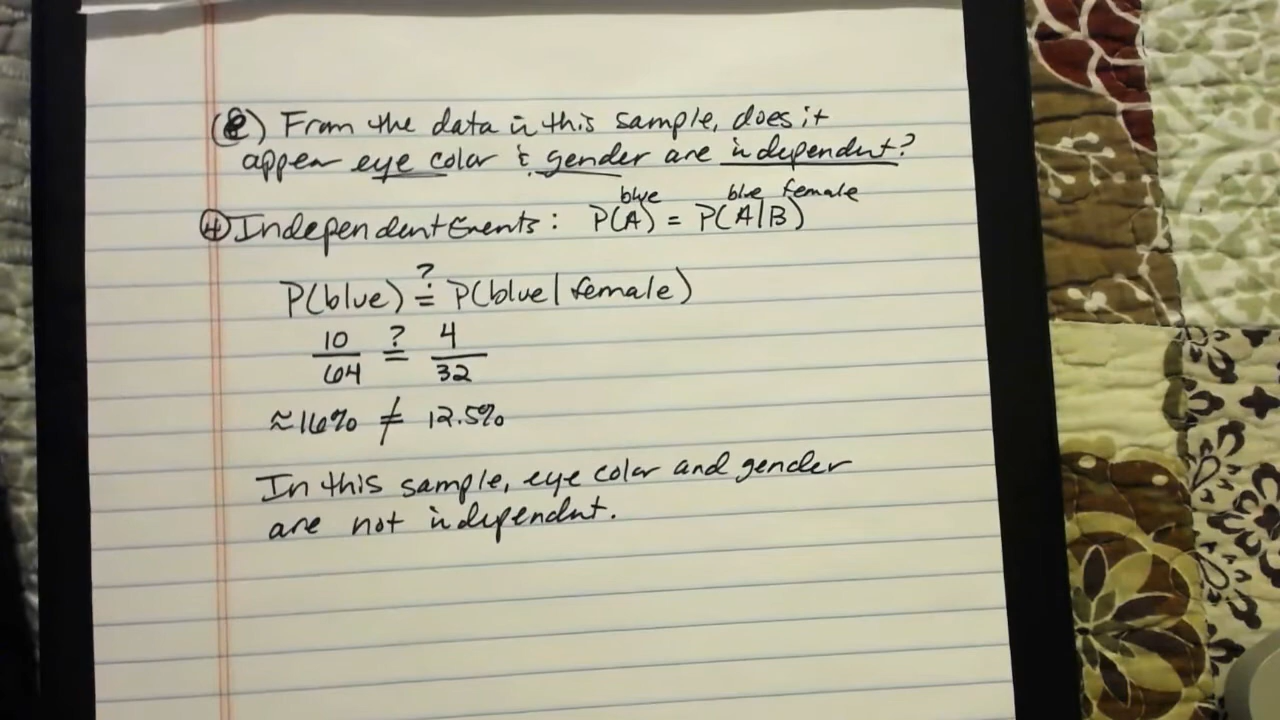 (e) From the data in this sample, does it
appear eye color & gender are independent?
blue blue female
④ Independent Events: P(A) = P(A|B)
?
P(blue) = P(blue | female)
10 ? 4
— = —
64 32
≈16% ≠ 12.5%
In this sample, eye color and gender
are not independent.